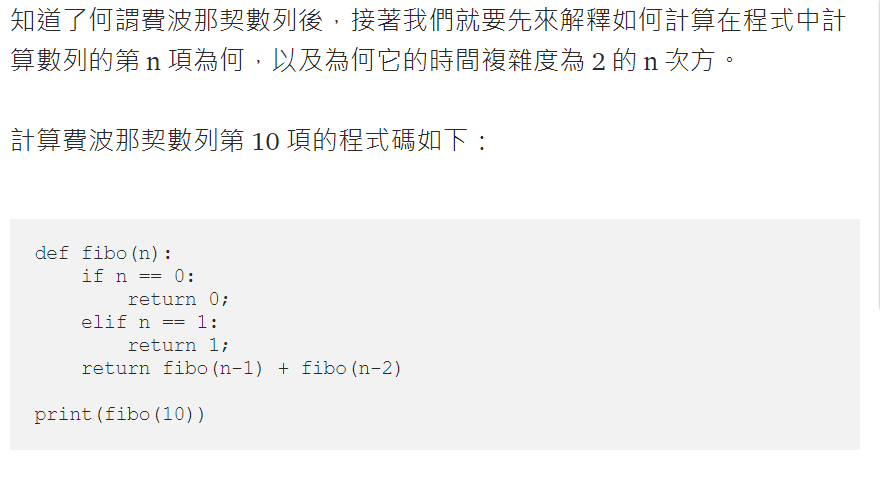 知道了何謂費波那契數列後，接著我們就要先來解釋如何計算在程式中計
算數列的第 n 項為何，以及為何它的時間複雜度為 2 的 n 次方。
計算費波那契數列第 10 項的程式碼如下：
def fibo(n):
    if n == 0:
        return 0;
    elif n == 1:
        return 1;
    return fibo(n-1) + fibo(n-2)
print(fibo(10))